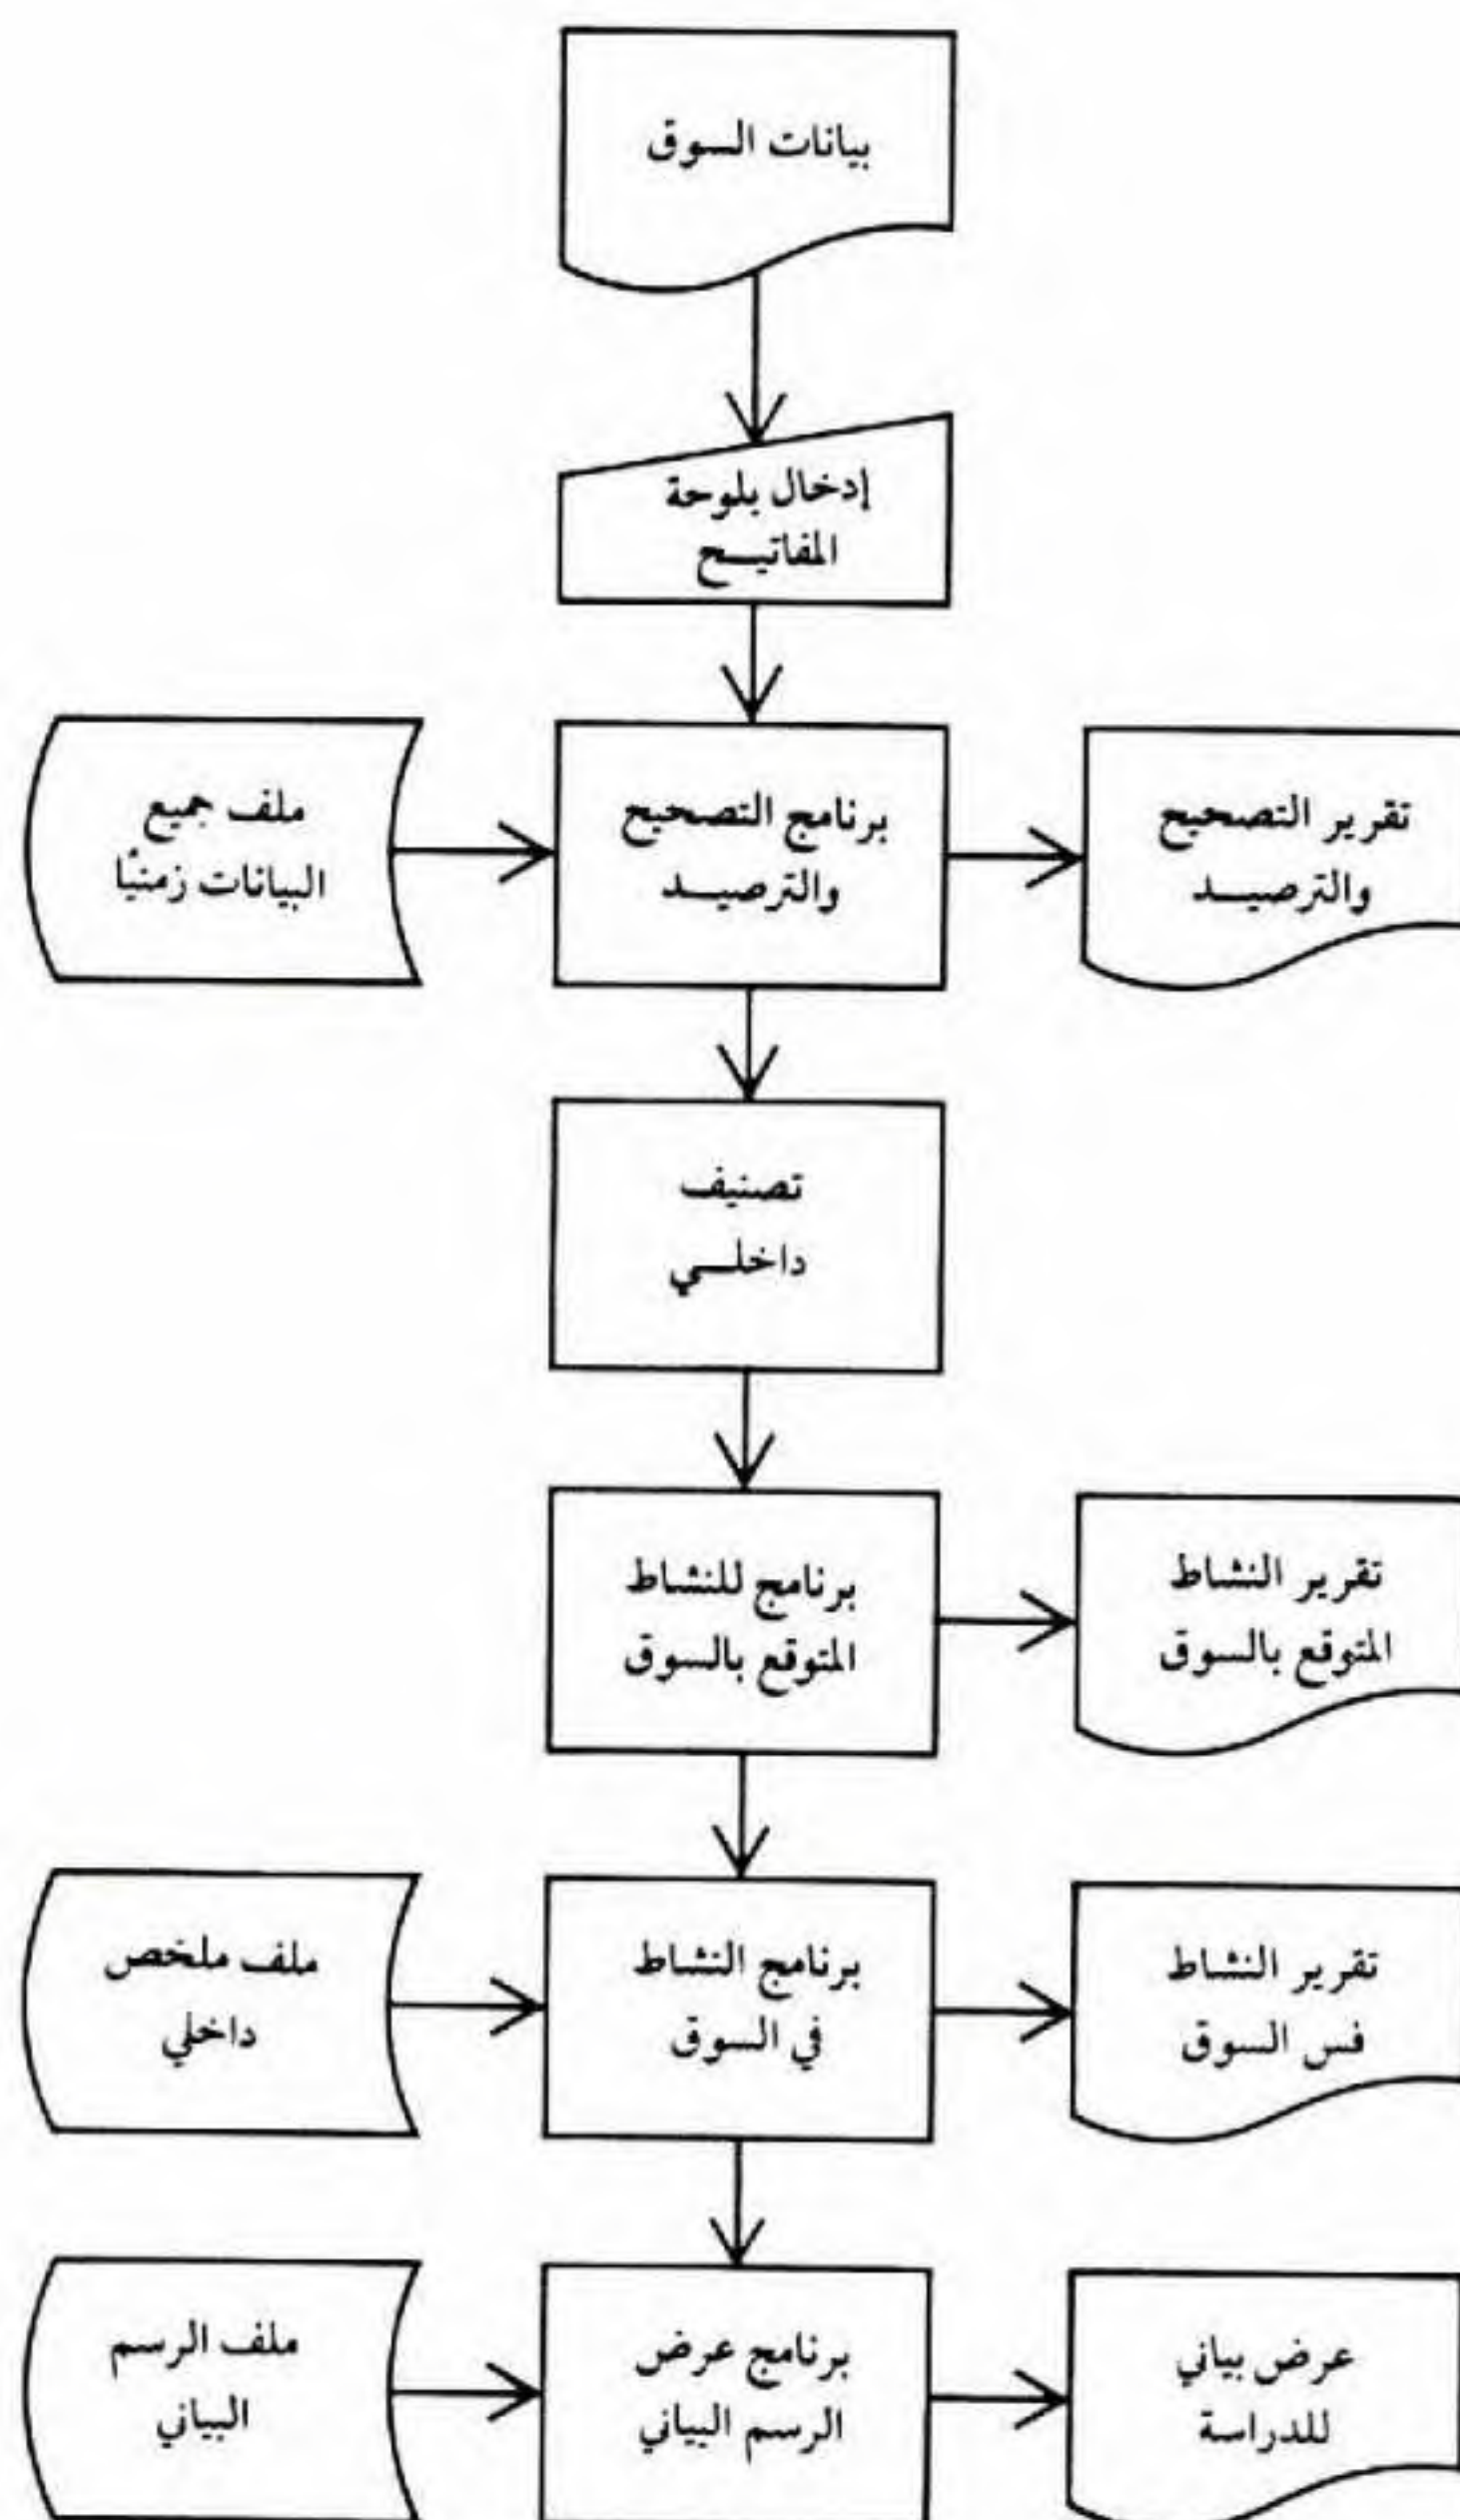 بيانات السوق
إدخال بلوحة
المفاتيح
برنامج التصحيح
والترصيد
تقرير التصحيح
والترصيد
ملف جميع
البيانات زمنيًا
تصنيف
داخلي
برنامج للنشاط
المتوقع بالسوق
تقرير النشاط
المتوقع بالسوق
برنامج النشاط
في السوق
تقرير النشاط
فس السوق
ملف ملخص
داخلي
برنامج عرض
الرسم البياني
عرض بياني
للدراسة
ملف الرسم
البياني